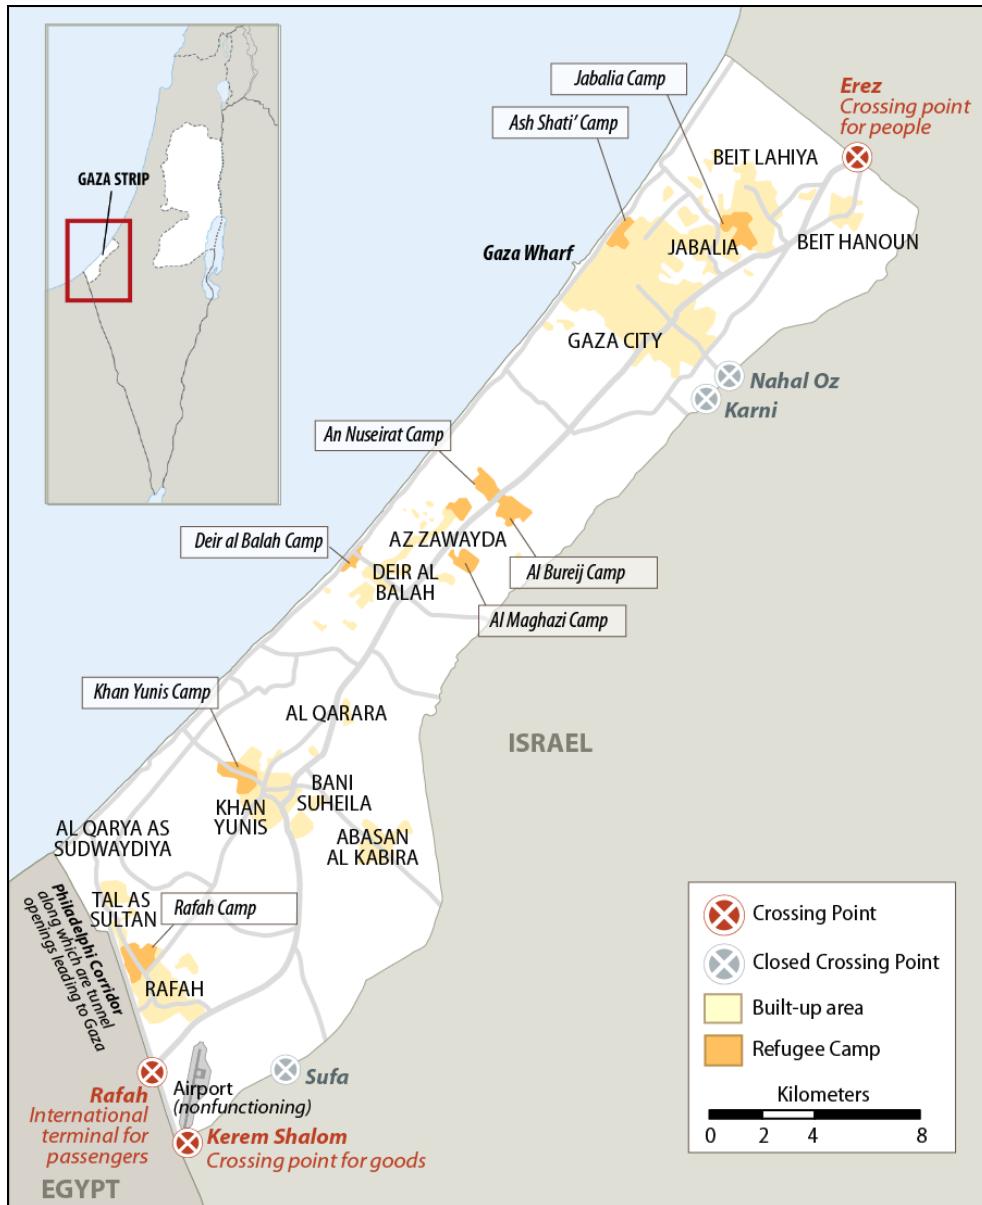 GAZA STRIP
Jabalia Camp
Ash Shati’ Camp
Erez
Crossing point
for people
BEIT LAHIYA
Gaza Wharf
JABALIA
BEIT HANOUN
GAZA CITY
Nahal Oz
Karni
An Nuseirat Camp
Deir al Balah Camp
AZ ZAWAYDA
DEIR AL
BALAH
Al Bureij Camp
Al Maghazi Camp
Khan Yunis Camp
AL QARARA
ISRAEL
BANI
SUHEILA
KHAN
YUNIS
AL QARYA AS
SUDWAYDIYA
ABASAN
AL KABIRA
Philadelphi Corridor
along which are tunnel
openings leading to Gaza
TAL AS
SULTAN
Rafah Camp
RAFAH
Rafah
International
terminal for
passengers
Airport
(nonfunctioning)
Sufa
Kerem Shalom
Crossing point for goods
EGYPT
Crossing Point
Closed Crossing Point
Built-up area
Refugee Camp
Kilometers
0 2 4 8